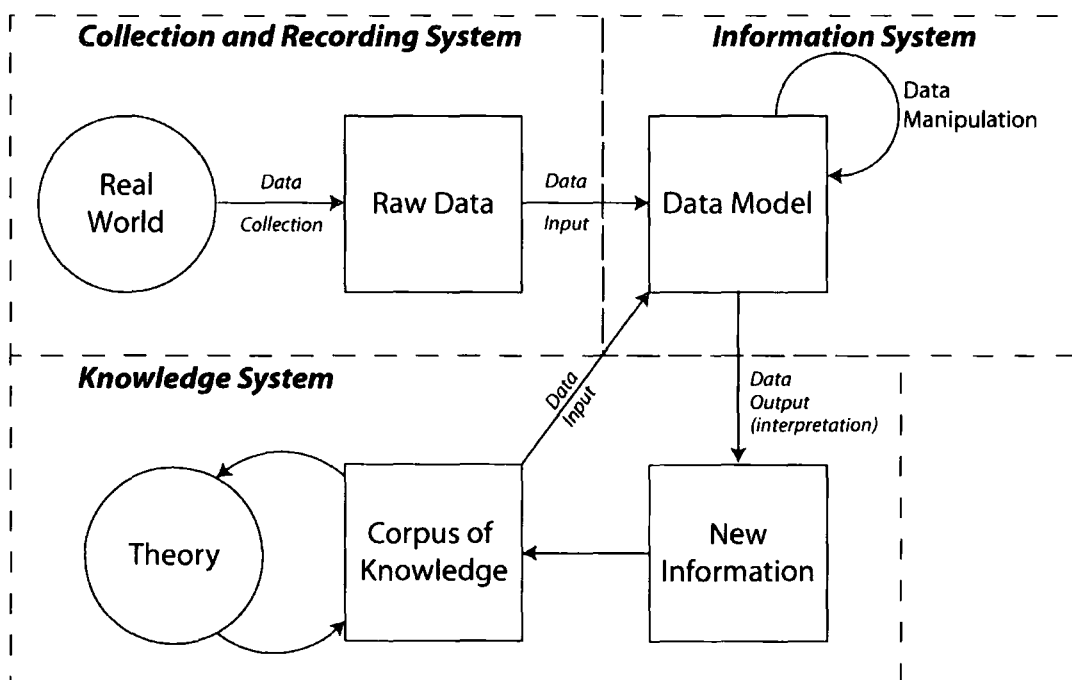 Collection and Recording System
Information System
Data
Manipulation
Real
World
Data
Collection
Raw Data
Data
Input
Data Model
Knowledge System
Data
Input
Data
Output
(interpretation)
Theory
Corpus of
Knowledge
New
Information